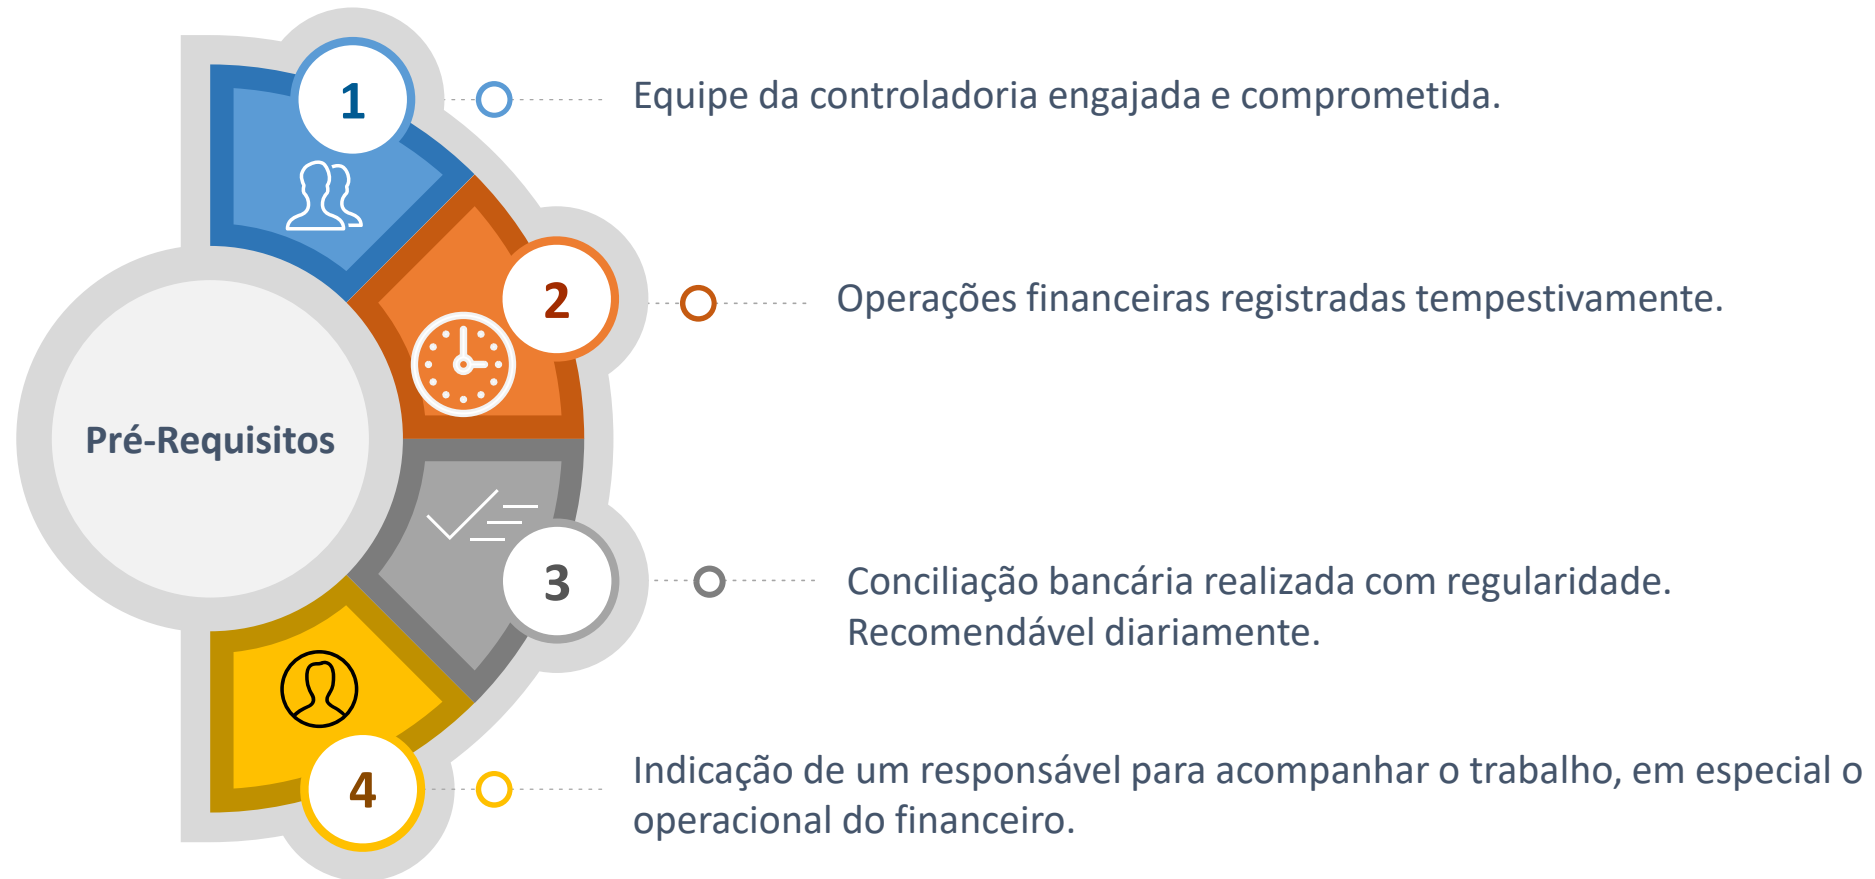 1
Equipe da controladoria engajada e comprometida.
2
Operações financeiras registradas tempestivamente.
Pré-Requisitos
3
Conciliação bancária realizada com regularidade.
Recomendável diariamente.
4
Indicação de um responsável para acompanhar o trabalho, em especial o
operacional do financeiro.